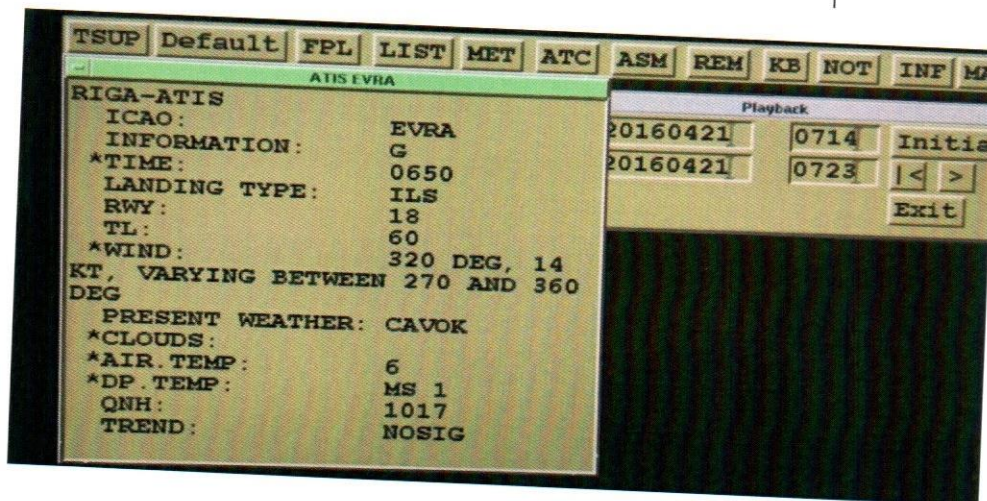 TSUP Default FPL LIST MET ATC ASM REM KB NOT INF
ATIS EVRA
RIGA-ATIS
ICAO: EVRA
INFORMATION: G
*TIME: 0650
LANDING TYPE: ILS
RWY: 18
TL: 60
*WIND: 320 DEG, 14
KT, VARYING BETWEEN 270 AND 360
DEG
PRESENT WEATHER: CAVOK
*CLOUDS:
*AIR.TEMP: 6
*DP.TEMP: MS 1
QNH: 1017
TREND: NOSIG
Playback
20160421 0714 Initia
20160421 0723 |< >
Exit